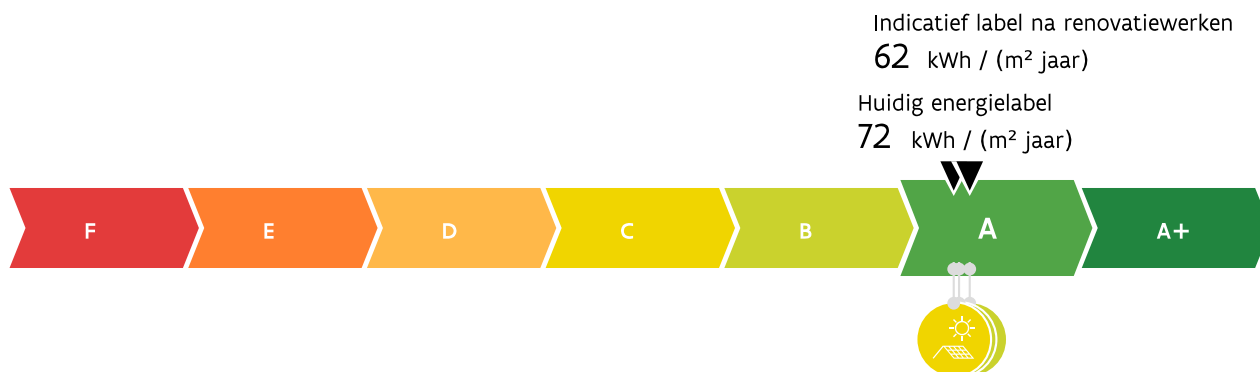 Indicatief label na renovatiewerken
62 kWh / (m² jaar)
Huidig energielabel
72 kWh / (m² jaar)
F E D C B A A+